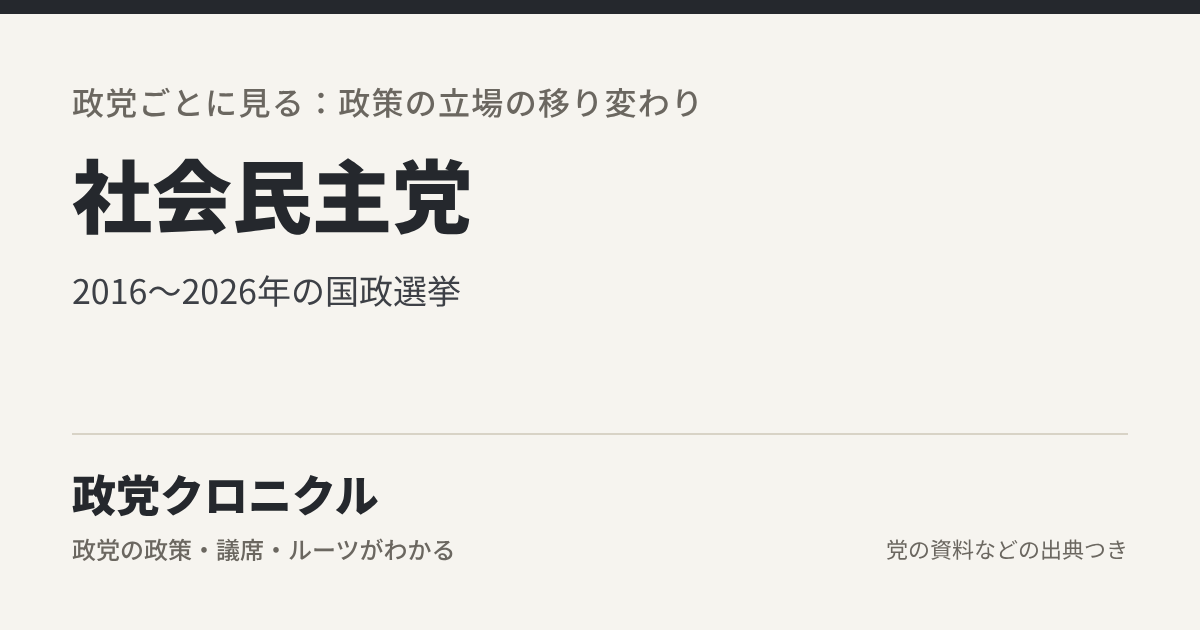 政党ごとに見る：政策の立場の移り変わり
社会民主党
2016〜2026年の国政選挙
政党クロニクル
政党の政策・議席・ルーツがわかる
党の資料などの出典つき